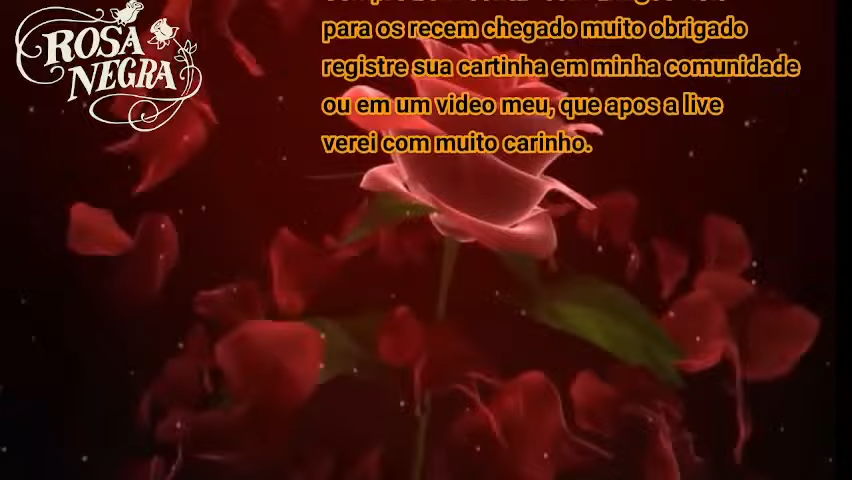 ROSA
NEGRA
para os recem chegado muito obrigado
registre sua cartinha em minha comunidade
ou em um video meu, que apos a live
verei com muito carinho.